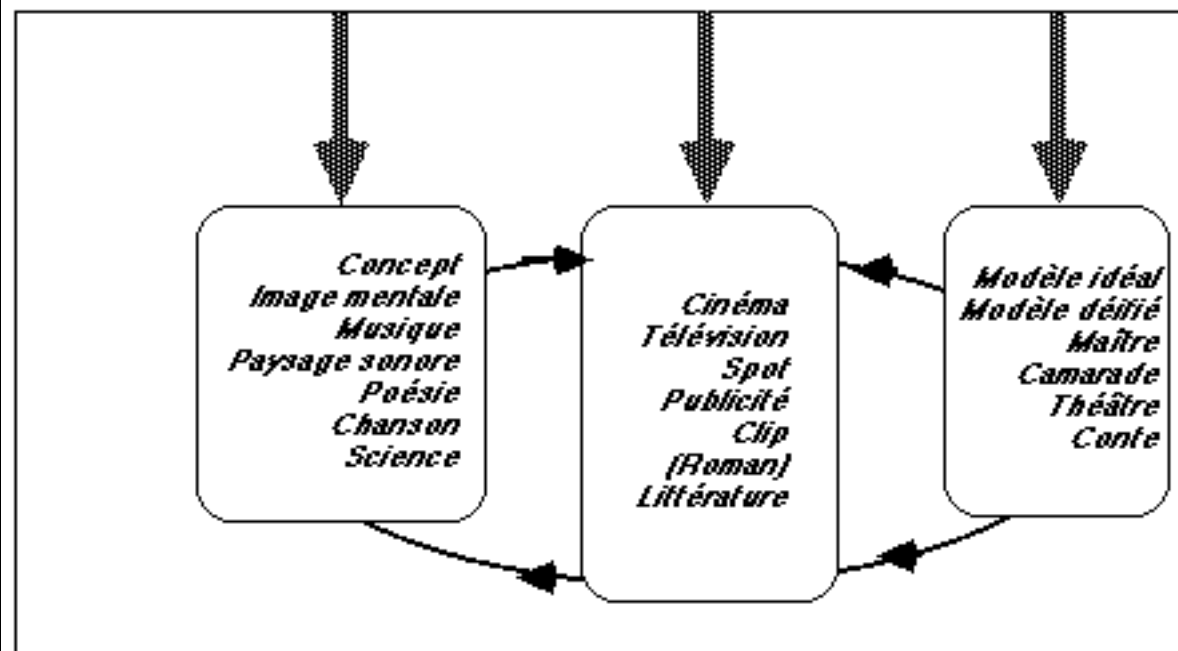 Concept
Image mentale
Musique
Paysage sonore
Poésie
Chanson
Science
Cinéma
Télévision
Spot
Publicité
Clip
(Roman)
Littérature
Modèle idéal
Modèle déifié
Maître
Camarade
Théâtre
Conte